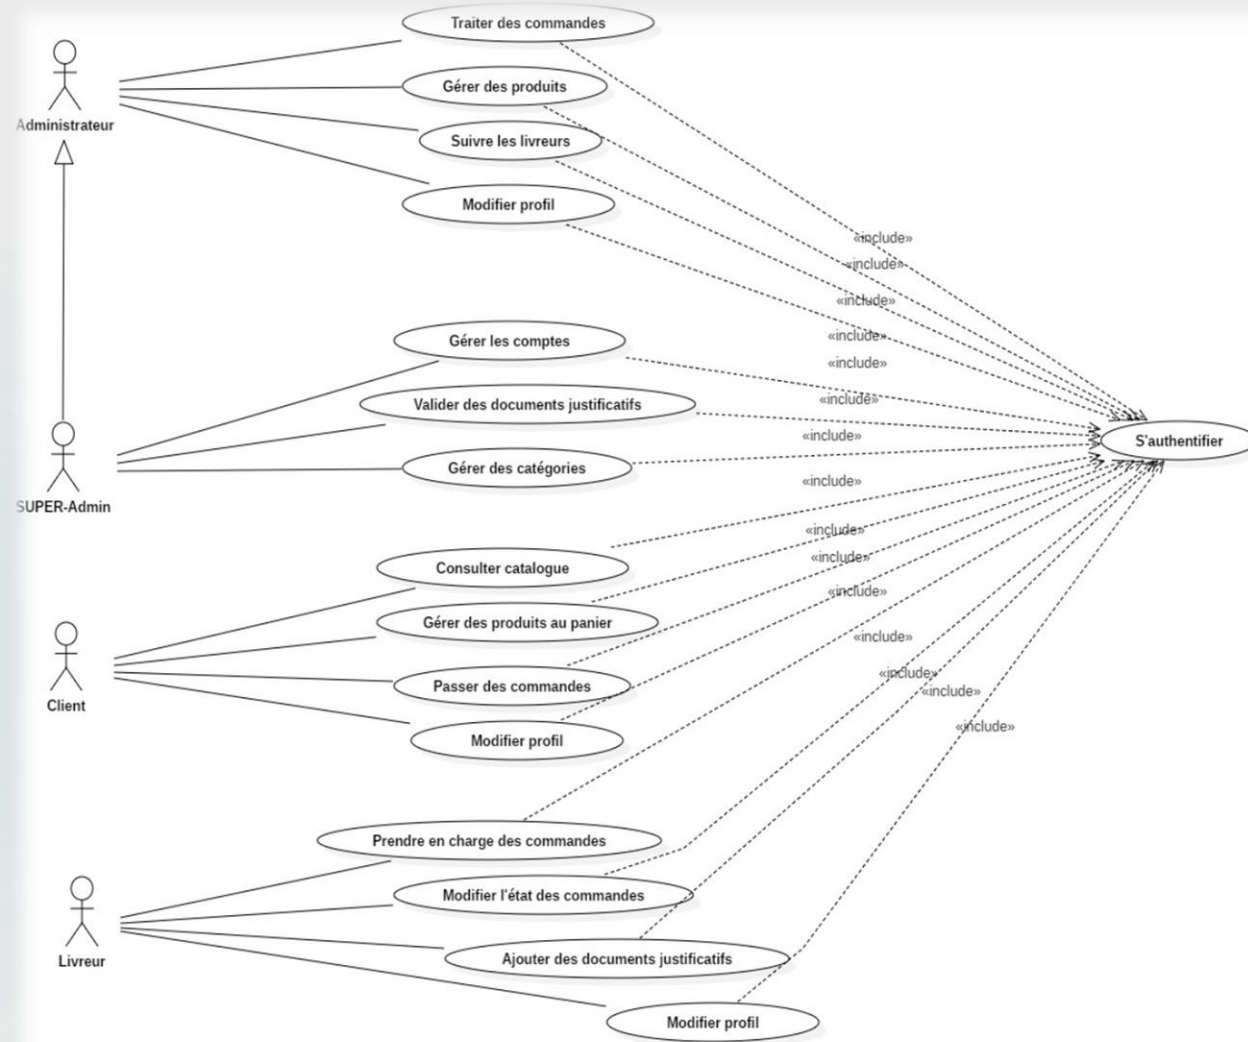 Traiter des commandes
Gérer des produits
Administrateur
Suivre les livreurs
Modifier profil
«include»
«include»
«include»
«include»
Gérer les comptes
«include»
Valider des documents justificatifs
«include»
«include»
S'authentifier
Gérer des catégories
«include»
SUPER-Admin
«include»
«include»
Consulter catalogue
«include»
Gérer des produits au panier
«include»
Passer des commandes
«include»
«include»
Client
«include»
Modifier profil
Prendre en charge des commandes
Modifier l'état des commandes
Livreur
Ajouter des documents justificatifs
Modifier profil